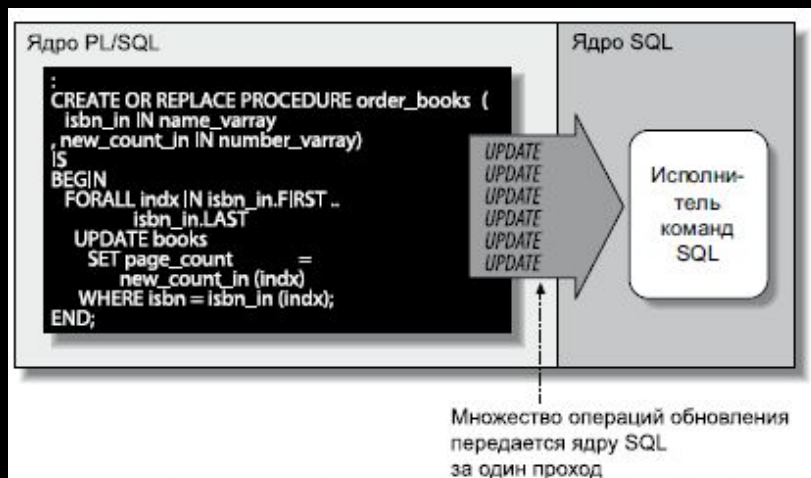 Ядро PL/SQL
:
CREATE OR REPLACE PROCEDURE order_books (
isbn_in IN name_varray
, new_count_in IN number_varray)
IS
BEGIN
FORALL indx IN isbn_in.FIRST ..
isbn_in.LAST
UPDATE books
SET page_count =
new_count_in (indx)
WHERE isbn = isbn_in (indx);
END;
UPDATE
UPDATE
UPDATE
UPDATE
UPDATE
UPDATE
Ядро SQL
Исполни-
тель
команд
SQL
Множество операций обновления
передается ядру SQL
за один проход